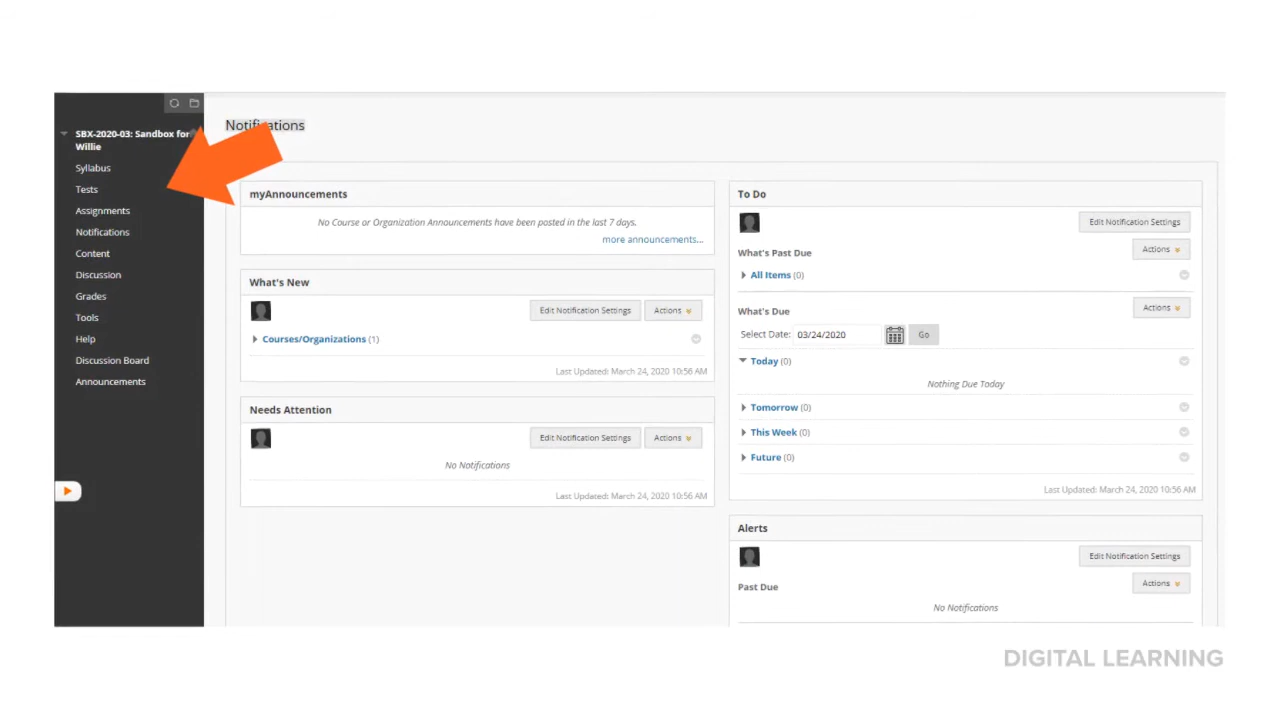 SBX-2020-03: Sandbox for
Willie
Syllabus
Tests
Assignments
Notifications
Content
Discussion
Grades
Tools
Help
Discussion Board
Announcements
Notifications
myAnnouncements
No Course or Organization Announcements have been posted in the last 7 days.
more announcements...
What's New
Edit Notification Settings
Actions
Courses/Organizations (1)
Last Updated: March 24, 2020 10:56 AM
Needs Attention
Edit Notification Settings
Actions
No Notifications
Last Updated: March 24, 2020 10:56 AM
To Do
Edit Notification Settings
What's Past Due
Actions
All Items (0)
What's Due
Actions
Select Date: 03/24/2020 Go
Today (0)
Nothing Due Today
Tomorrow (0)
This Week (0)
Future (0)
Last Updated: March 24, 2020 10:56 AM
Alerts
Edit Notification Settings
Past Due
Actions
No Notifications
DIGITAL LEARNING